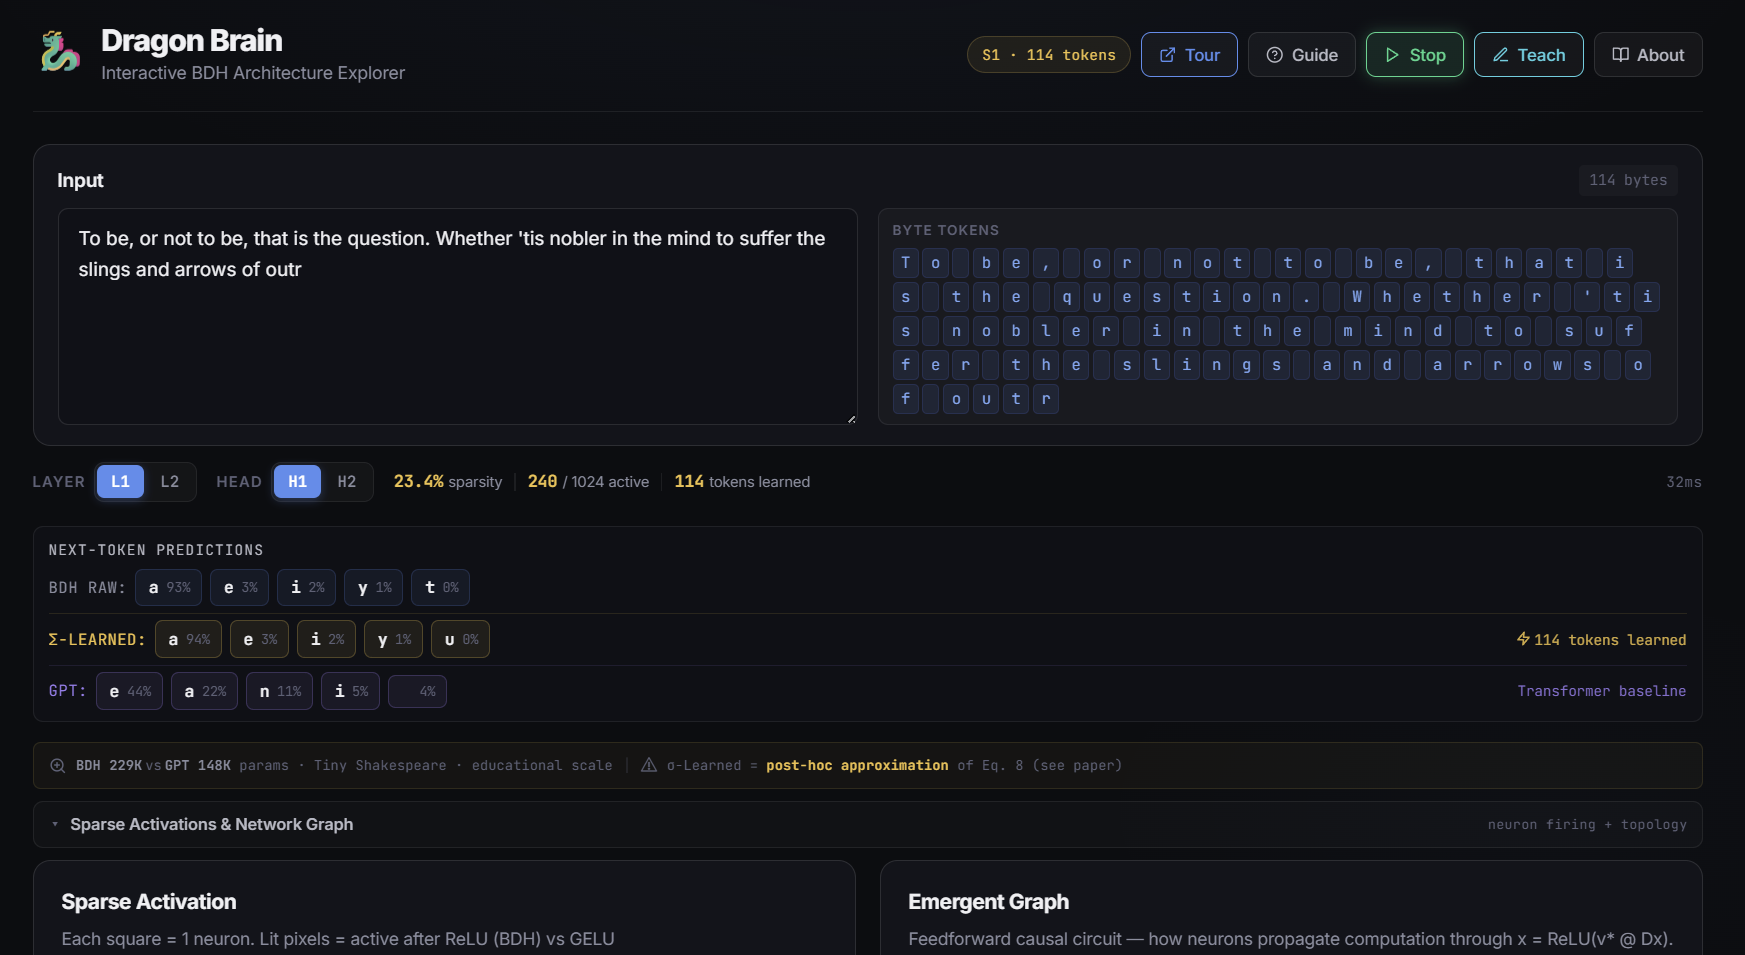 Dragon Brain
Interactive BDH Architecture Explorer
S1 · 114 tokens
Tour
Guide
Stop
Teach
About
Input
114 bytes
To be, or not to be, that is the question. Whether 'tis nobler in the mind to suffer the
slings and arrows of outr
BYTE TOKENS
T o b e , o r n o t t o b e , t h a t i
s t h e q u e s t i o n . W h e t h e r ' t i
s n o b l e r i n t h e m i n d t o s u f
f e r t h e s l i n g s a n d a r r o w s o
f o u t r
LAYER L1 L2 HEAD H1 H2 23.4% sparsity | 240 / 1024 active | 114 tokens learned 32ms
NEXT-TOKEN PREDICTIONS
BDH RAW: a 93% e 3% i 2% y 1% t 0%
Σ-LEARNED: a 94% e 3% i 2% y 1% u 0% 114 tokens learned
GPT: e 44% a 22% n 11% i 5% 4% Transformer baseline
BDH 229K vs GPT 148K params · Tiny Shakespeare · educational scale | σ-Learned = post-hoc approximation of Eq. 8 (see paper)
Sparse Activations & Network Graph neuron firing + topology
Sparse Activation
Each square = 1 neuron. Lit pixels = active after ReLU (BDH) vs GELU
Emergent Graph
Feedforward causal circuit — how neurons propagate computation through x = ReLU(v* @ Dx).